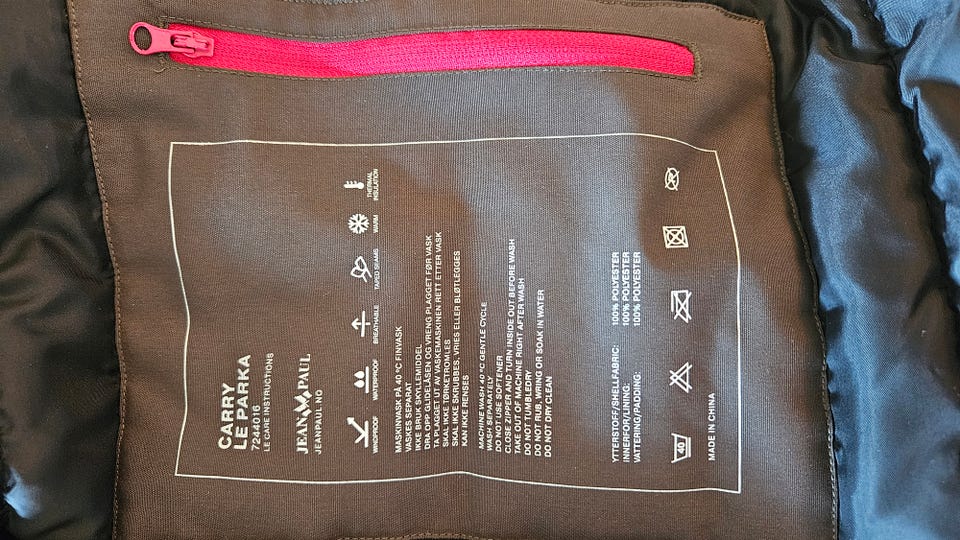 CARRY
LE PARKA
7244016
LE CARE INSTRUCTIONS
JEAN PAUL
JEANPAUL.NO
WINDPROOF
WATERPROOF
BREATHABLE
TAPED SEAMS
WARM
THERMAL
INSULATION
MASKINVASK PÅ 40 °C FINVASK
VASKES SEPARAT
IKKE BRUK SKYLLEMIDDEL
DRA OPP GLIDELÅSEN OG VRENG PLAGGET FØR VASK
TA PLAGGET UT AV VASKEMASKINEN RETT ETTER VASK
SKAL IKKE TØRKETROMLES
SKAL IKKE SKRUBBES, VRIES ELLER BLØTLEGGES
KAN IKKE RENSES
MACHINE WASH 40 °C GENTLE CYCLE
WASH SEPARATELY
DO NOT USE SOFTENER
CLOSE ZIPPER AND TURN INSIDE OUT BEFORE WASH
TAKE OUT OF MACHINE RIGHT AFTER WASH
DO NOT TUMBLEDRY
DO NOT RUB, WRING OR SOAK IN WATER
DO NOT DRY CLEAN
YTTERSTOFF/SHELLFABRIC: 100% POLYESTER
INNERFOR/LINING: 100% POLYESTER
VATTERING/PADDING: 100% POLYESTER
40
MADE IN CHINA